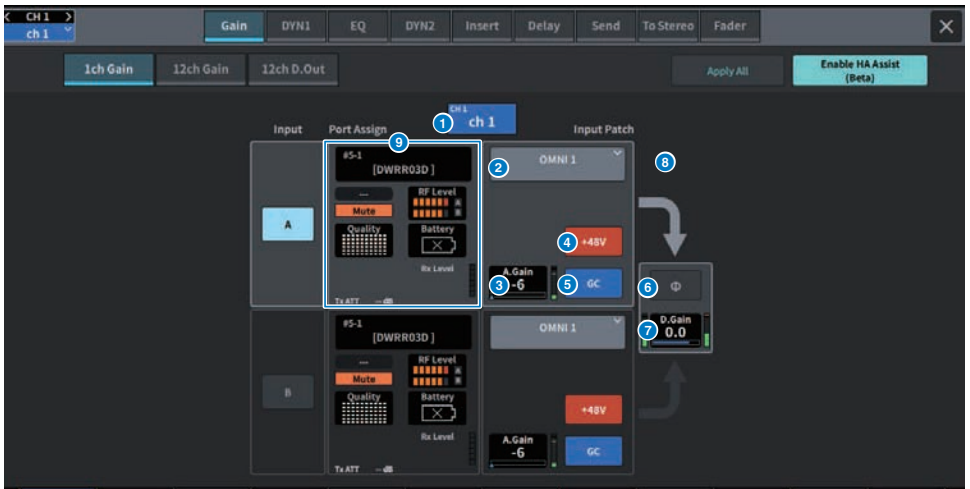 CH 1
ch 1
Gain DYN1 EQ DYN2 Insert Delay Send To Stereo Fader
1ch Gain 12ch Gain 12ch D.Out Apply All Enable HA Assist
(Beta)
CH 1
1 ch 1
Input Port Assign Input Patch
9
#5-1
[DWRR03D]
2 OMNI 1 8
--- RF Level
A
Mute B
A
Quality Battery
4 +48V
Rx Level
A.Gain
3 -6 5 GC
6 Φ
Tx ATT -- dB
D.Gain
7 0.0
#5-1
[DWRR03D]
OMNI 1
--- RF Level
A
Mute B
B
Quality Battery
+48V
Rx Level
A.Gain
-6 GC
Tx ATT -- dB